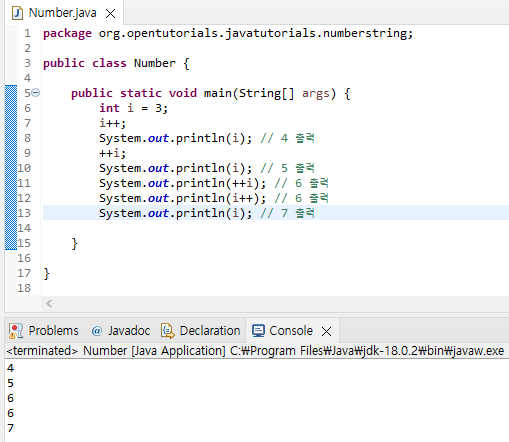 Number.java
1 package org.opentutorials.javatutorials.numberstring;
2
3 public class Number {
4
5 public static void main(String[] args) {
6 int i = 3;
7 i++;
8 System.out.println(i); // 4 출력
9 ++i;
10 System.out.println(i); // 5 출력
11 System.out.println(++i); // 6 출력
12 System.out.println(i++); // 6 출력
13 System.out.println(i); // 7 출력
14
15 }
16
17 }
18
Problems @ Javadoc Declaration Console
<terminated> Number [Java Application] C:₩Program Files₩Java₩jdk-18.0.2₩bin₩javaw.exe
4
5
6
6
7